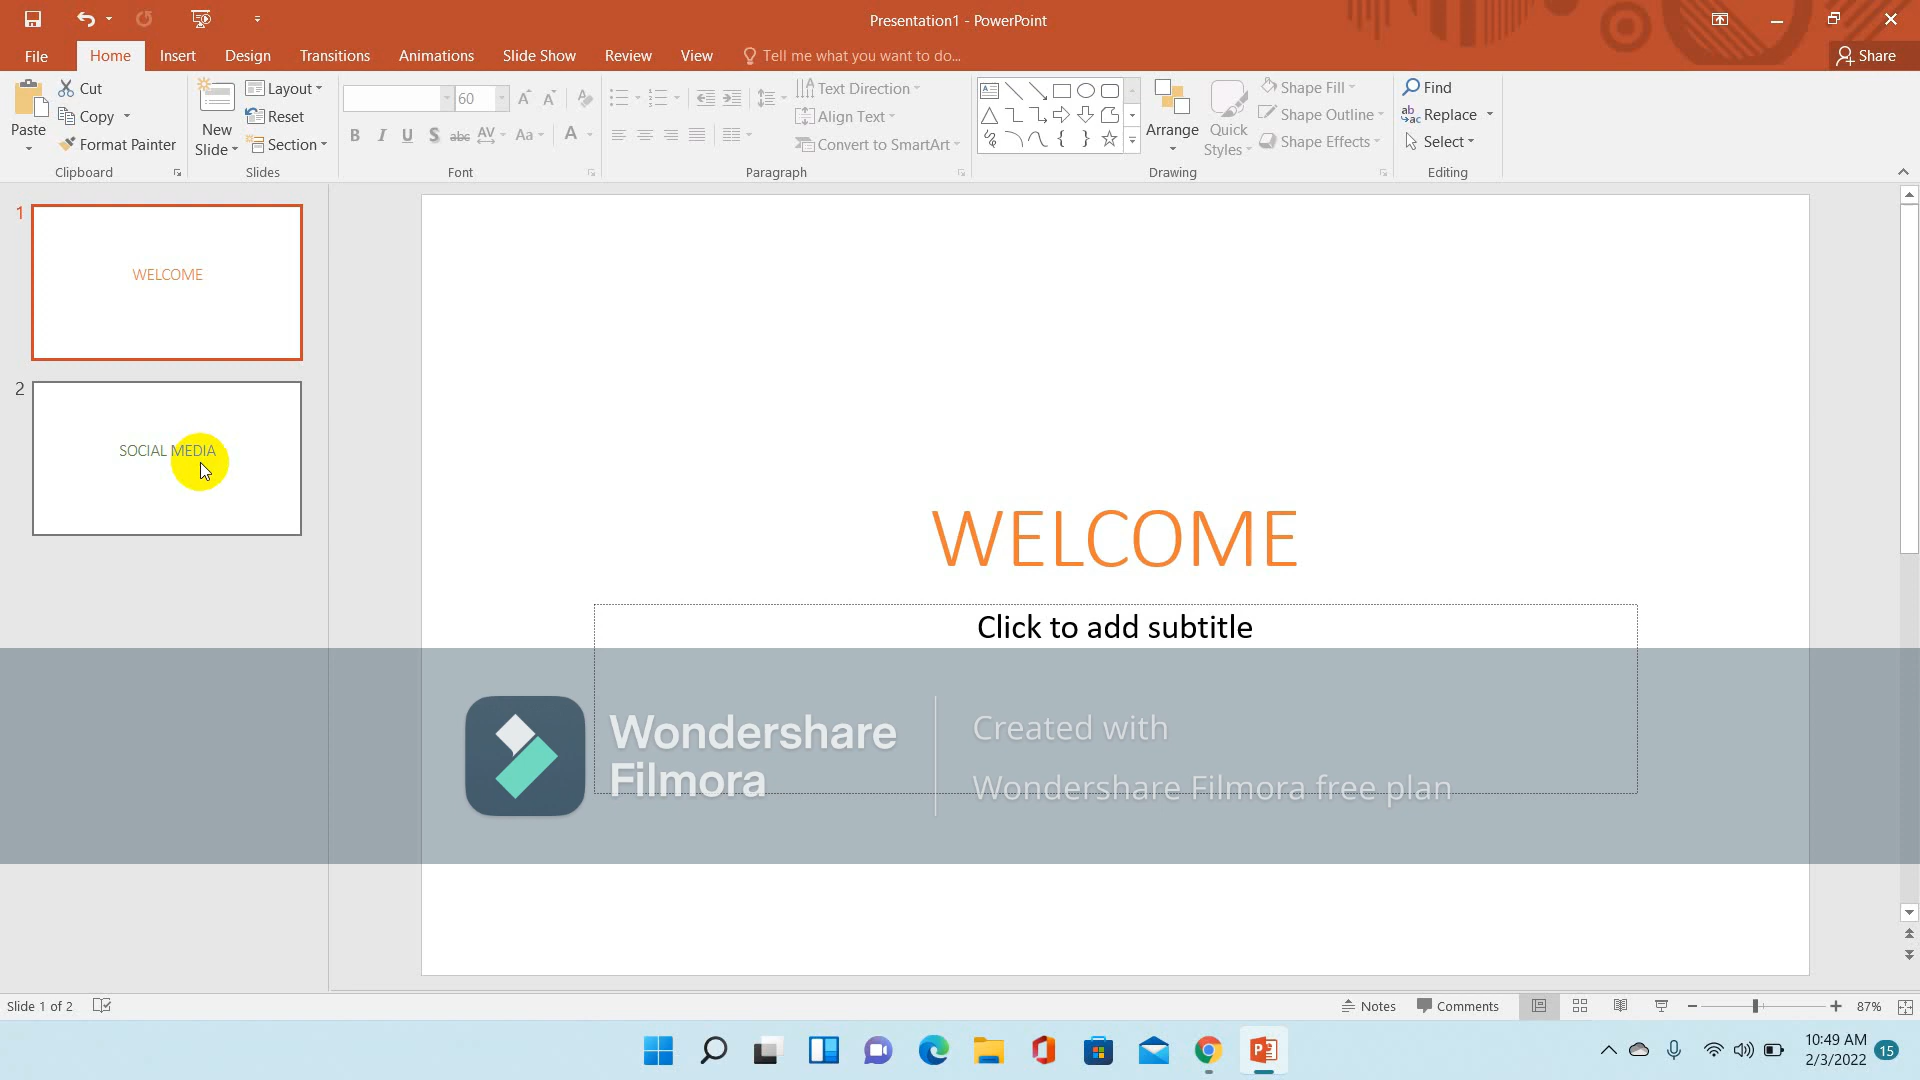 Presentation1 - PowerPoint
File Home Insert Design Transitions Animations Slide Show Review View Tell me what you want to do... Share
Paste
Cut
Copy
Format Painter
Clipboard
New
Slide
Layout
Reset
Section
Slides
60
B I U S abc AV Aa A
Font
Text Direction
Align Text
Convert to SmartArt
Paragraph
Arrange
Quick
Styles
Shape Fill
Shape Outline
Shape Effects
Drawing
Find
Replace
Select
Editing
1
WELCOME
2
SOCIAL MEDIA
WELCOME
Click to add subtitle
Wondershare
Filmora
Created with
Wondershare Filmora free plan
Slide 1 of 2
Notes Comments 87%
10:49 AM
2/3/2022
15